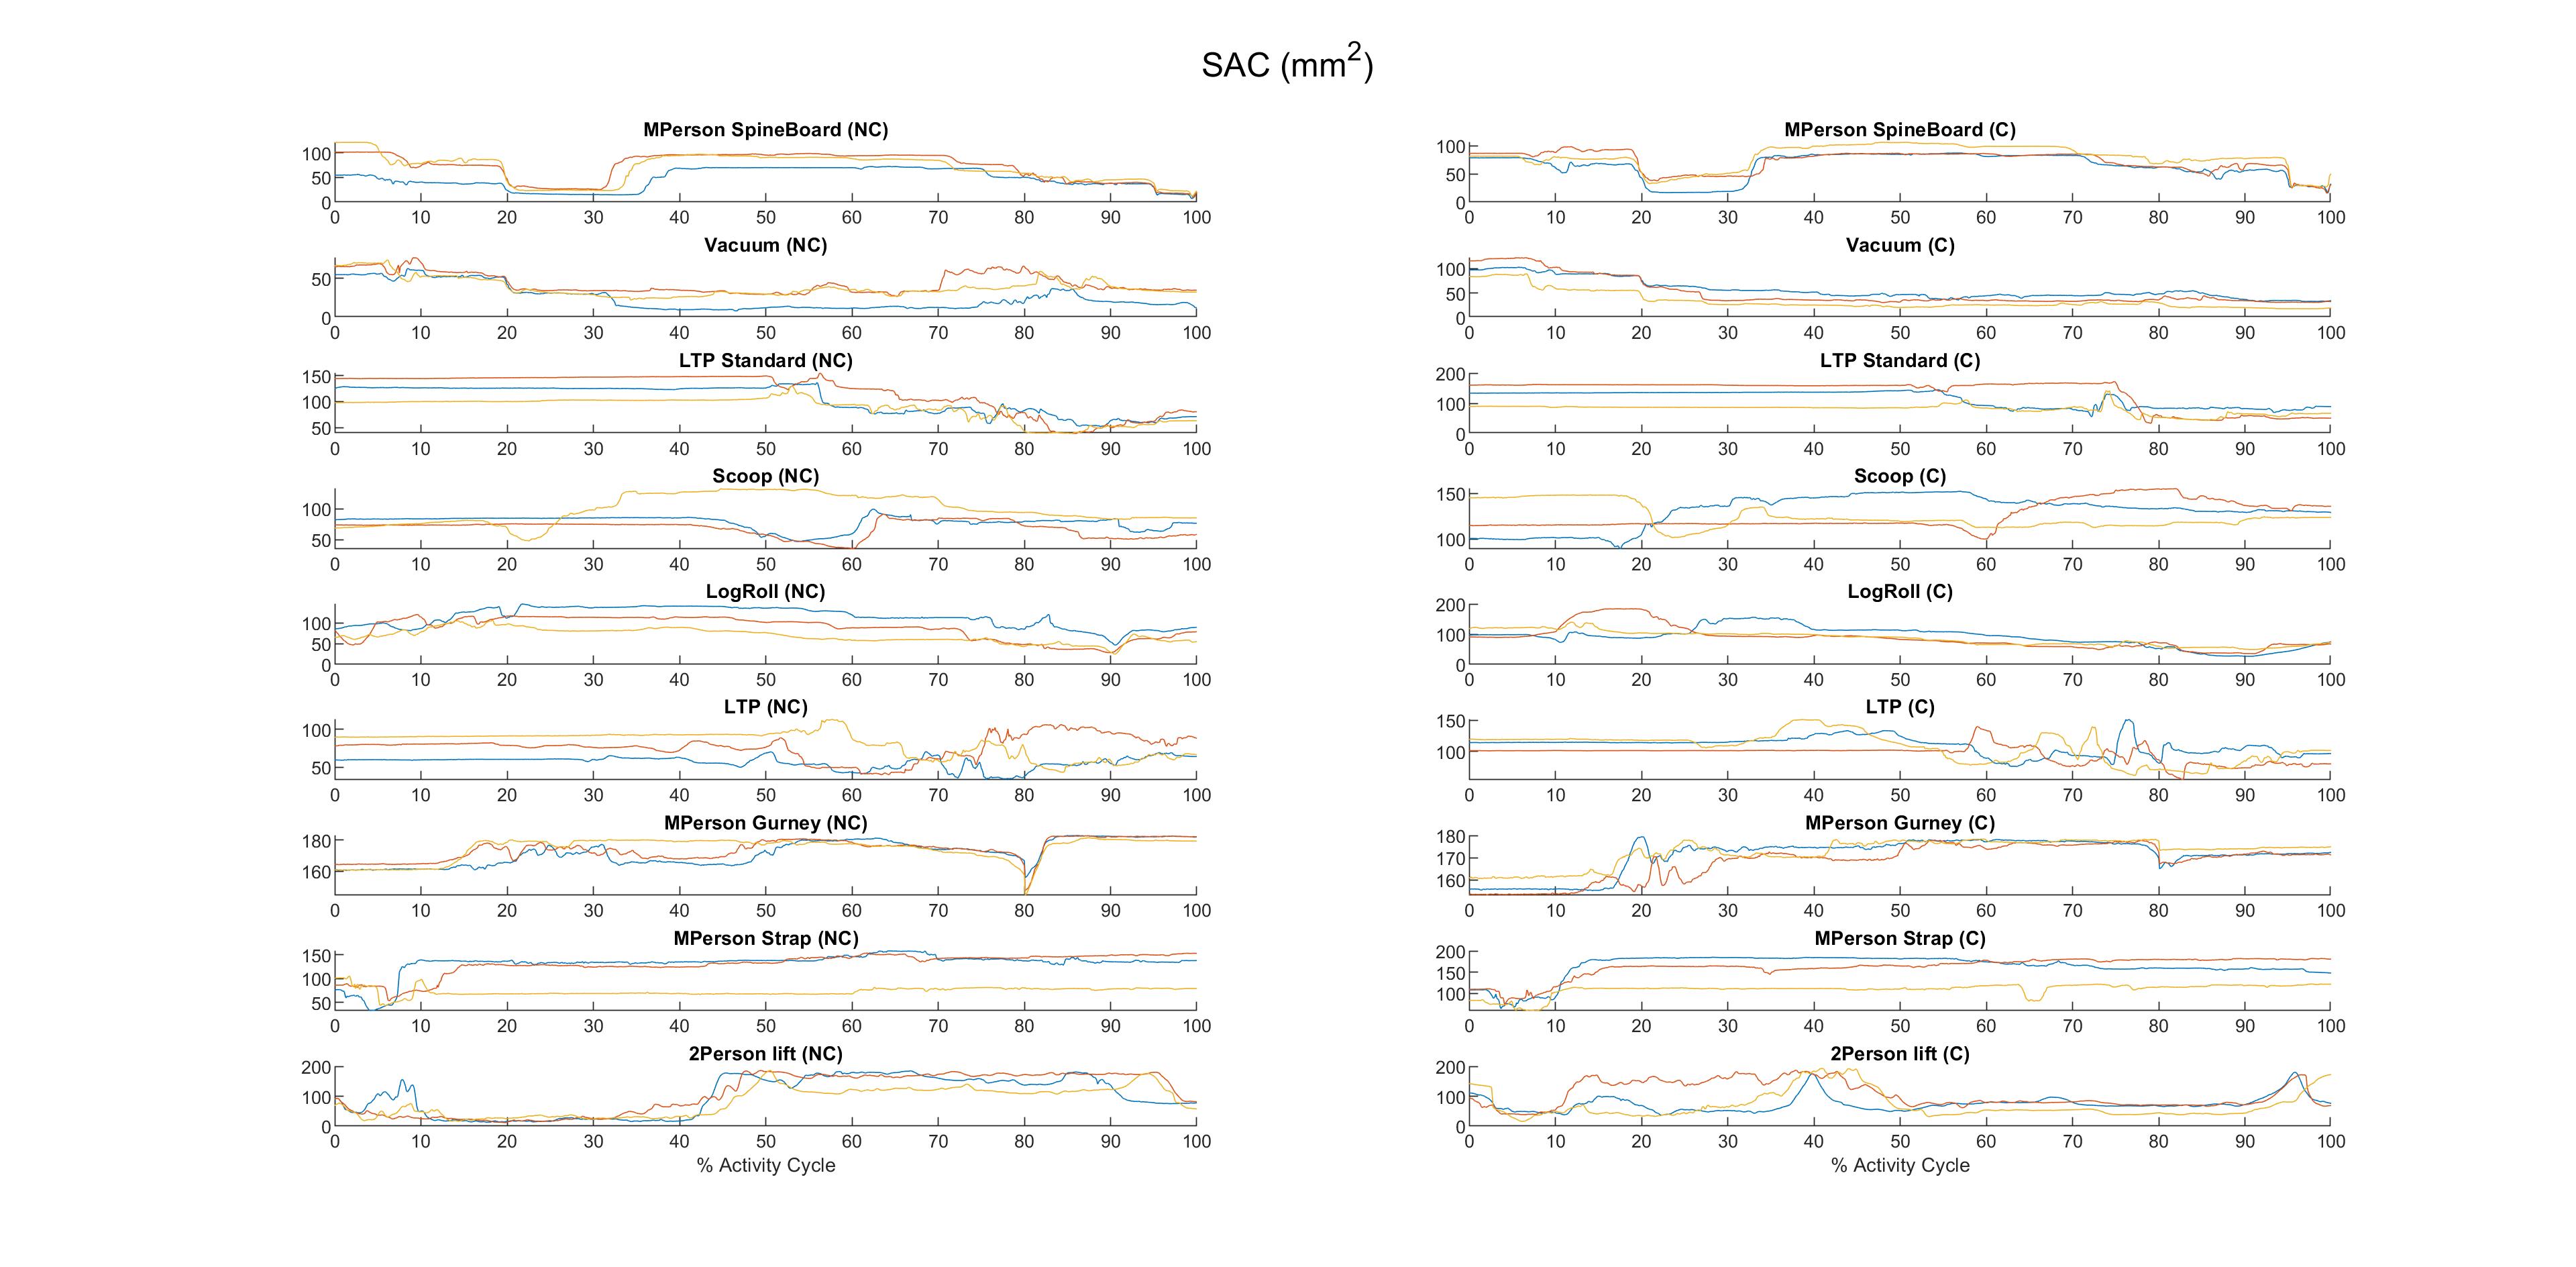 SAC (mm²)
MPerson SpineBoard (NC)
100
50
0
0 10 20 30 40 50 60 70 80 90 100
Vacuum (NC)
50
0
0 10 20 30 40 50 60 70 80 90 100
LTP Standard (NC)
150
100
50
0 10 20 30 40 50 60 70 80 90 100
Scoop (NC)
100
50
0 10 20 30 40 50 60 70 80 90 100
LogRoll (NC)
100
50
0
0 10 20 30 40 50 60 70 80 90 100
LTP (NC)
100
50
0 10 20 30 40 50 60 70 80 90 100
MPerson Gurney (NC)
180
160
0 10 20 30 40 50 60 70 80 90 100
MPerson Strap (NC)
150
100
50
0 10 20 30 40 50 60 70 80 90 100
2Person lift (NC)
200
100
0
0 10 20 30 40 50 60 70 80 90 100
% Activity Cycle
MPerson SpineBoard (C)
100
50
0
0 10 20 30 40 50 60 70 80 90 100
Vacuum (C)
100
50
0
0 10 20 30 40 50 60 70 80 90 100
LTP Standard (C)
200
100
0
0 10 20 30 40 50 60 70 80 90 100
Scoop (C)
150
100
0 10 20 30 40 50 60 70 80 90 100
LogRoll (C)
200
100
0
0 10 20 30 40 50 60 70 80 90 100
LTP (C)
150
100
0 10 20 30 40 50 60 70 80 90 100
MPerson Gurney (C)
180
170
160
0 10 20 30 40 50 60 70 80 90 100
MPerson Strap (C)
200
150
100
0 10 20 30 40 50 60 70 80 90 100
2Person lift (C)
200
100
0
0 10 20 30 40 50 60 70 80 90 100
% Activity Cycle